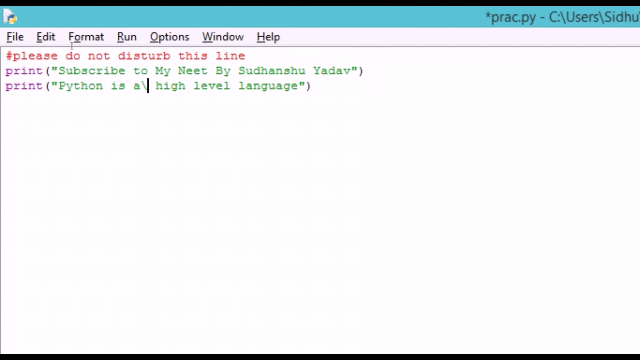 *prac.py - C:\Users\Sidhu
File Edit Format Run Options Window Help
#please do not disturb this line
print("Subscribe to My Neet By Sudhanshu Yadav")
print("Python is a\ high level language")